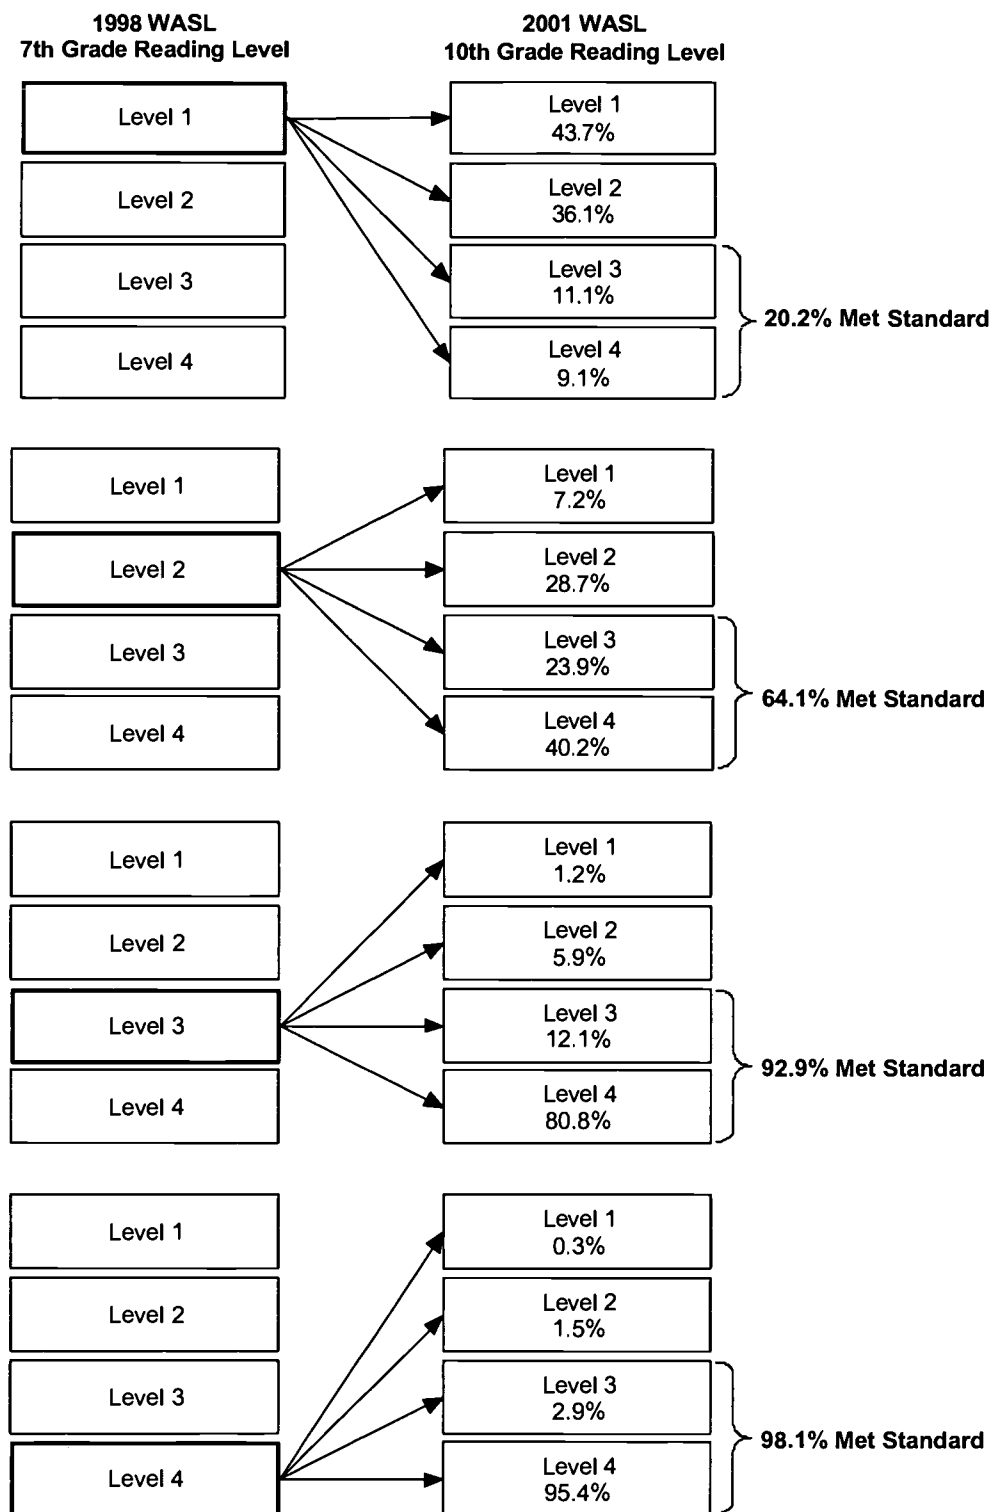 1998 WASL
7th Grade Reading Level
2001 WASL
10th Grade Reading Level
Level 1
Level 2
Level 3
Level 4
Level 1
43.7%
Level 2
36.1%
Level 3
11.1%
Level 4
9.1%
20.2% Met Standard
Level 1
Level 2
Level 3
Level 4
Level 1
7.2%
Level 2
28.7%
Level 3
23.9%
Level 4
40.2%
64.1% Met Standard
Level 1
Level 2
Level 3
Level 4
Level 1
1.2%
Level 2
5.9%
Level 3
12.1%
Level 4
80.8%
92.9% Met Standard
Level 1
Level 2
Level 3
Level 4
Level 1
0.3%
Level 2
1.5%
Level 3
2.9%
Level 4
95.4%
98.1% Met Standard